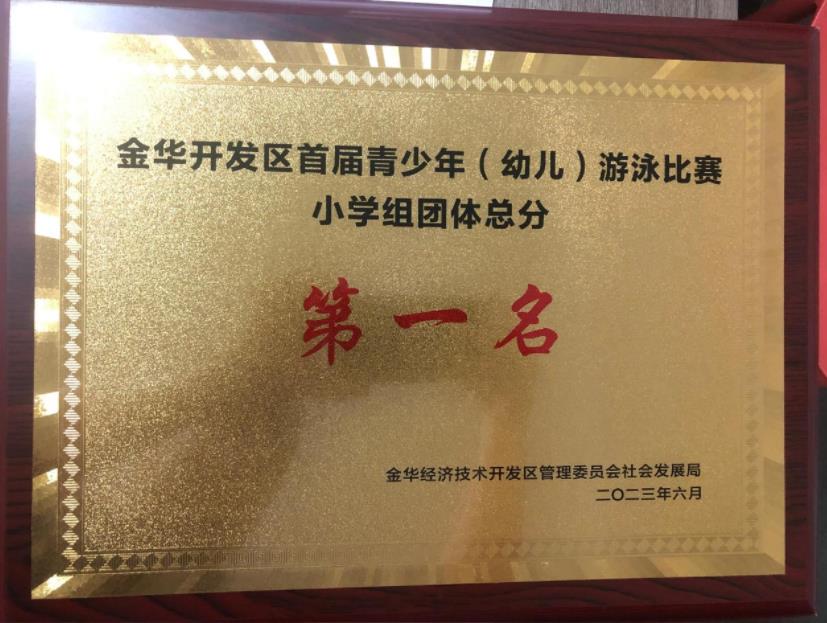 金华开发区首届青少年（幼儿）游泳比赛
小学组团体总分
第一名
金华经济技术开发区管理委员会社会发展局
二〇二三年六月